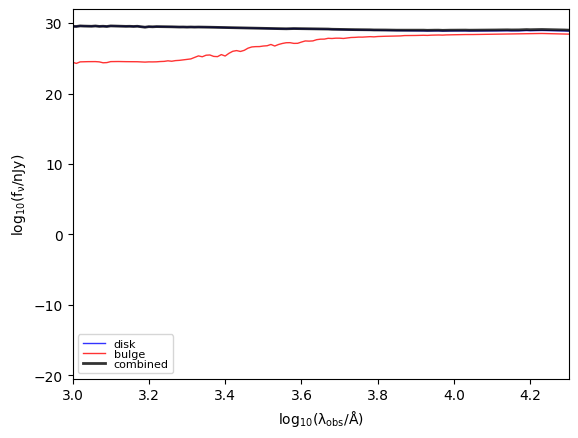 30
20
10
0
−10
−20
log10(fν/nJy)
disk
bulge
combined
3.0 3.2 3.4 3.6 3.8 4.0 4.2
log10(λobs/Å)